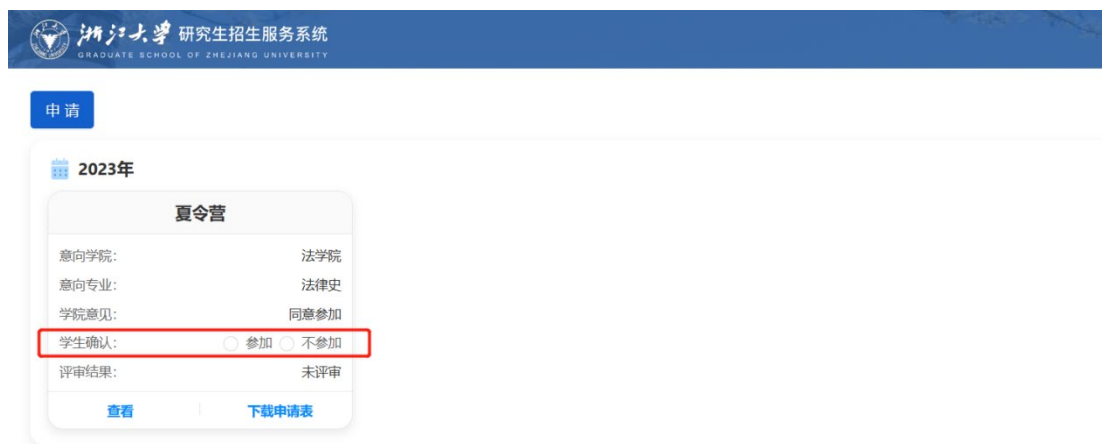 浙江大学 研究生招生服务系统
GRADUATE SCHOOL OF ZHEJIANG UNIVERSITY
申请
2023年
夏令营
意向学院： 法学院
意向专业： 法律史
学院意见： 同意参加
学生确认： 参加 不参加
评审结果： 未评审
查看 下载申请表